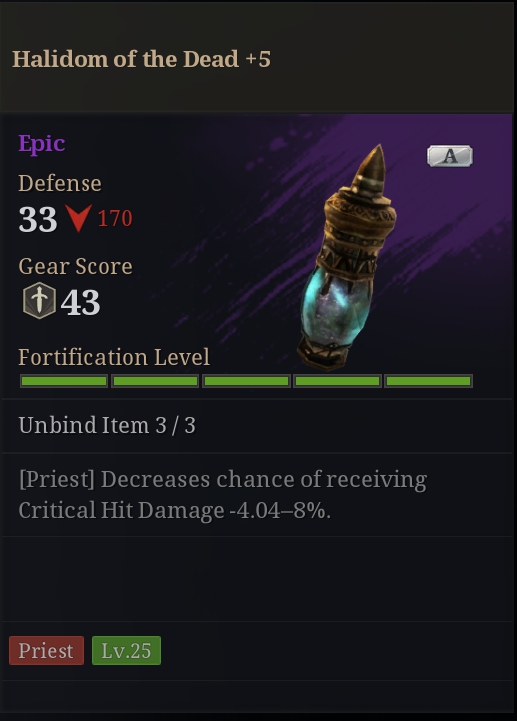 Halidom of the Dead +5
Epic
A
Defense
33 170
Gear Score
43
Fortification Level
Unbind Item 3 / 3
[Priest] Decreases chance of receiving
Critical Hit Damage -4.04–8%.
Priest Lv.25